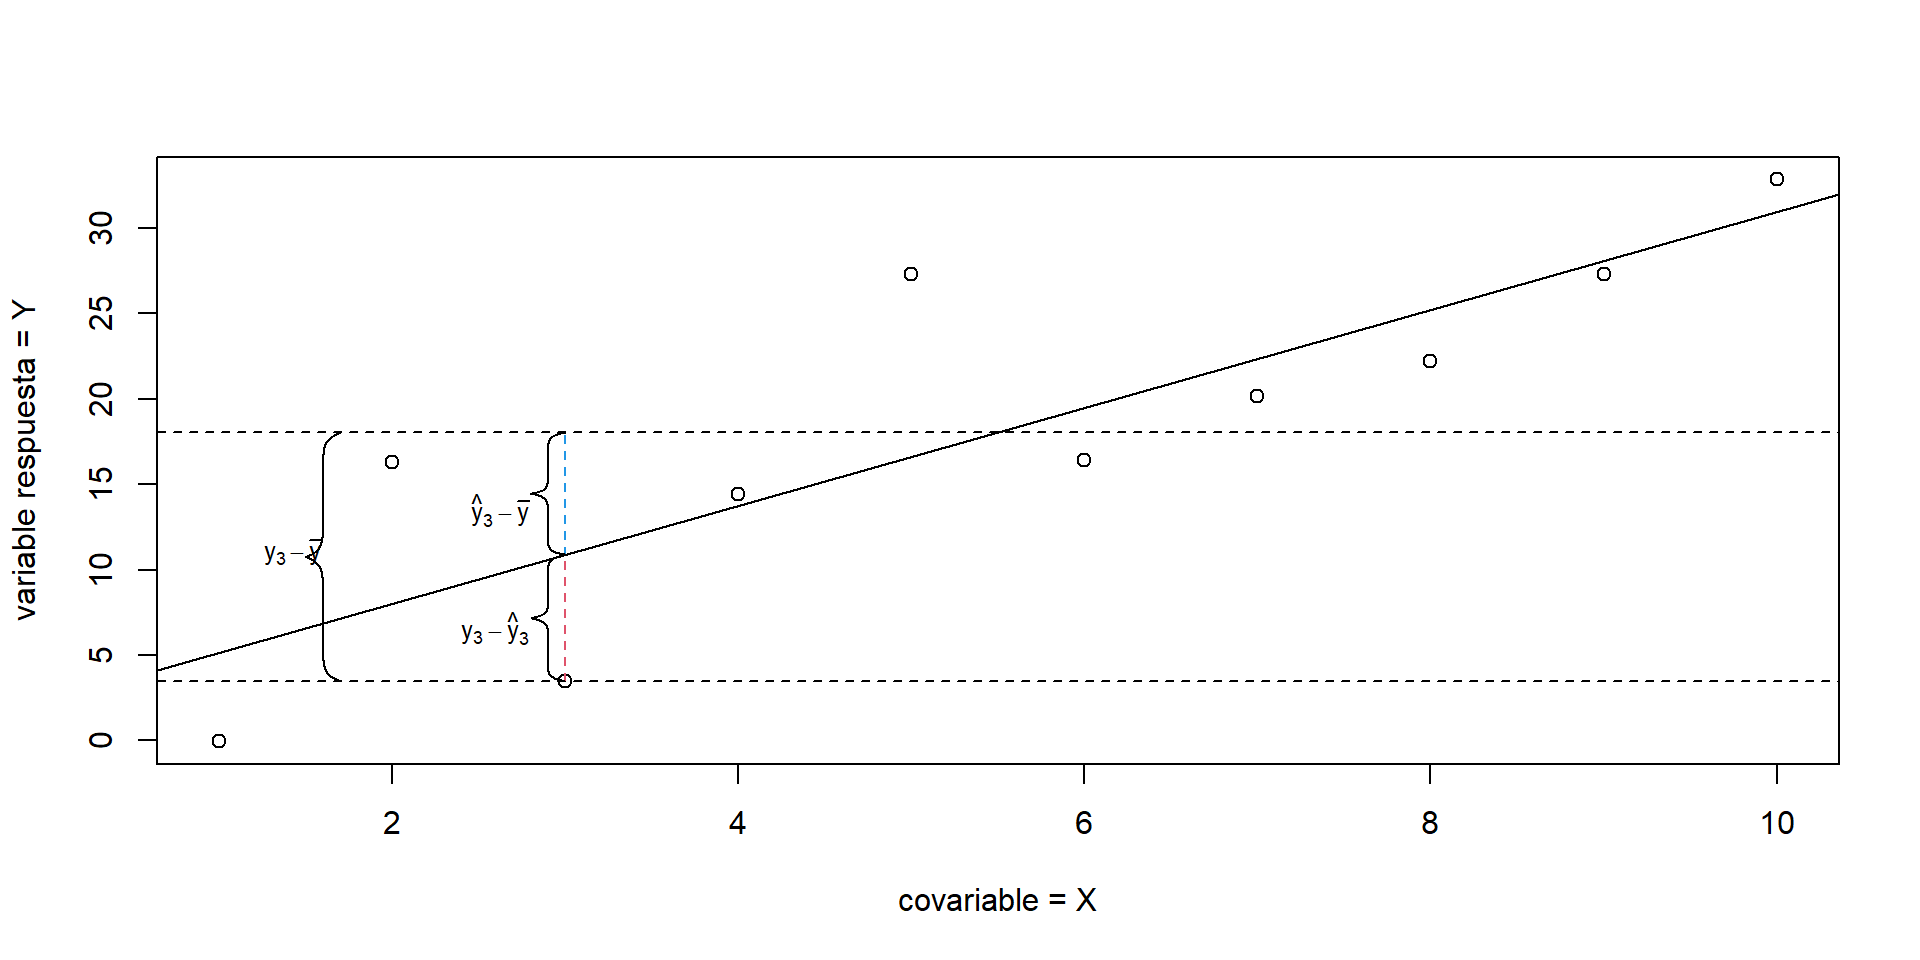 variable respuesta = Y
30
25
20
15
10
5
0
ŷ₃ − ȳ
y₃ − ȳ
y₃ − ŷ₃
2 4 6 8 10
covariable = X